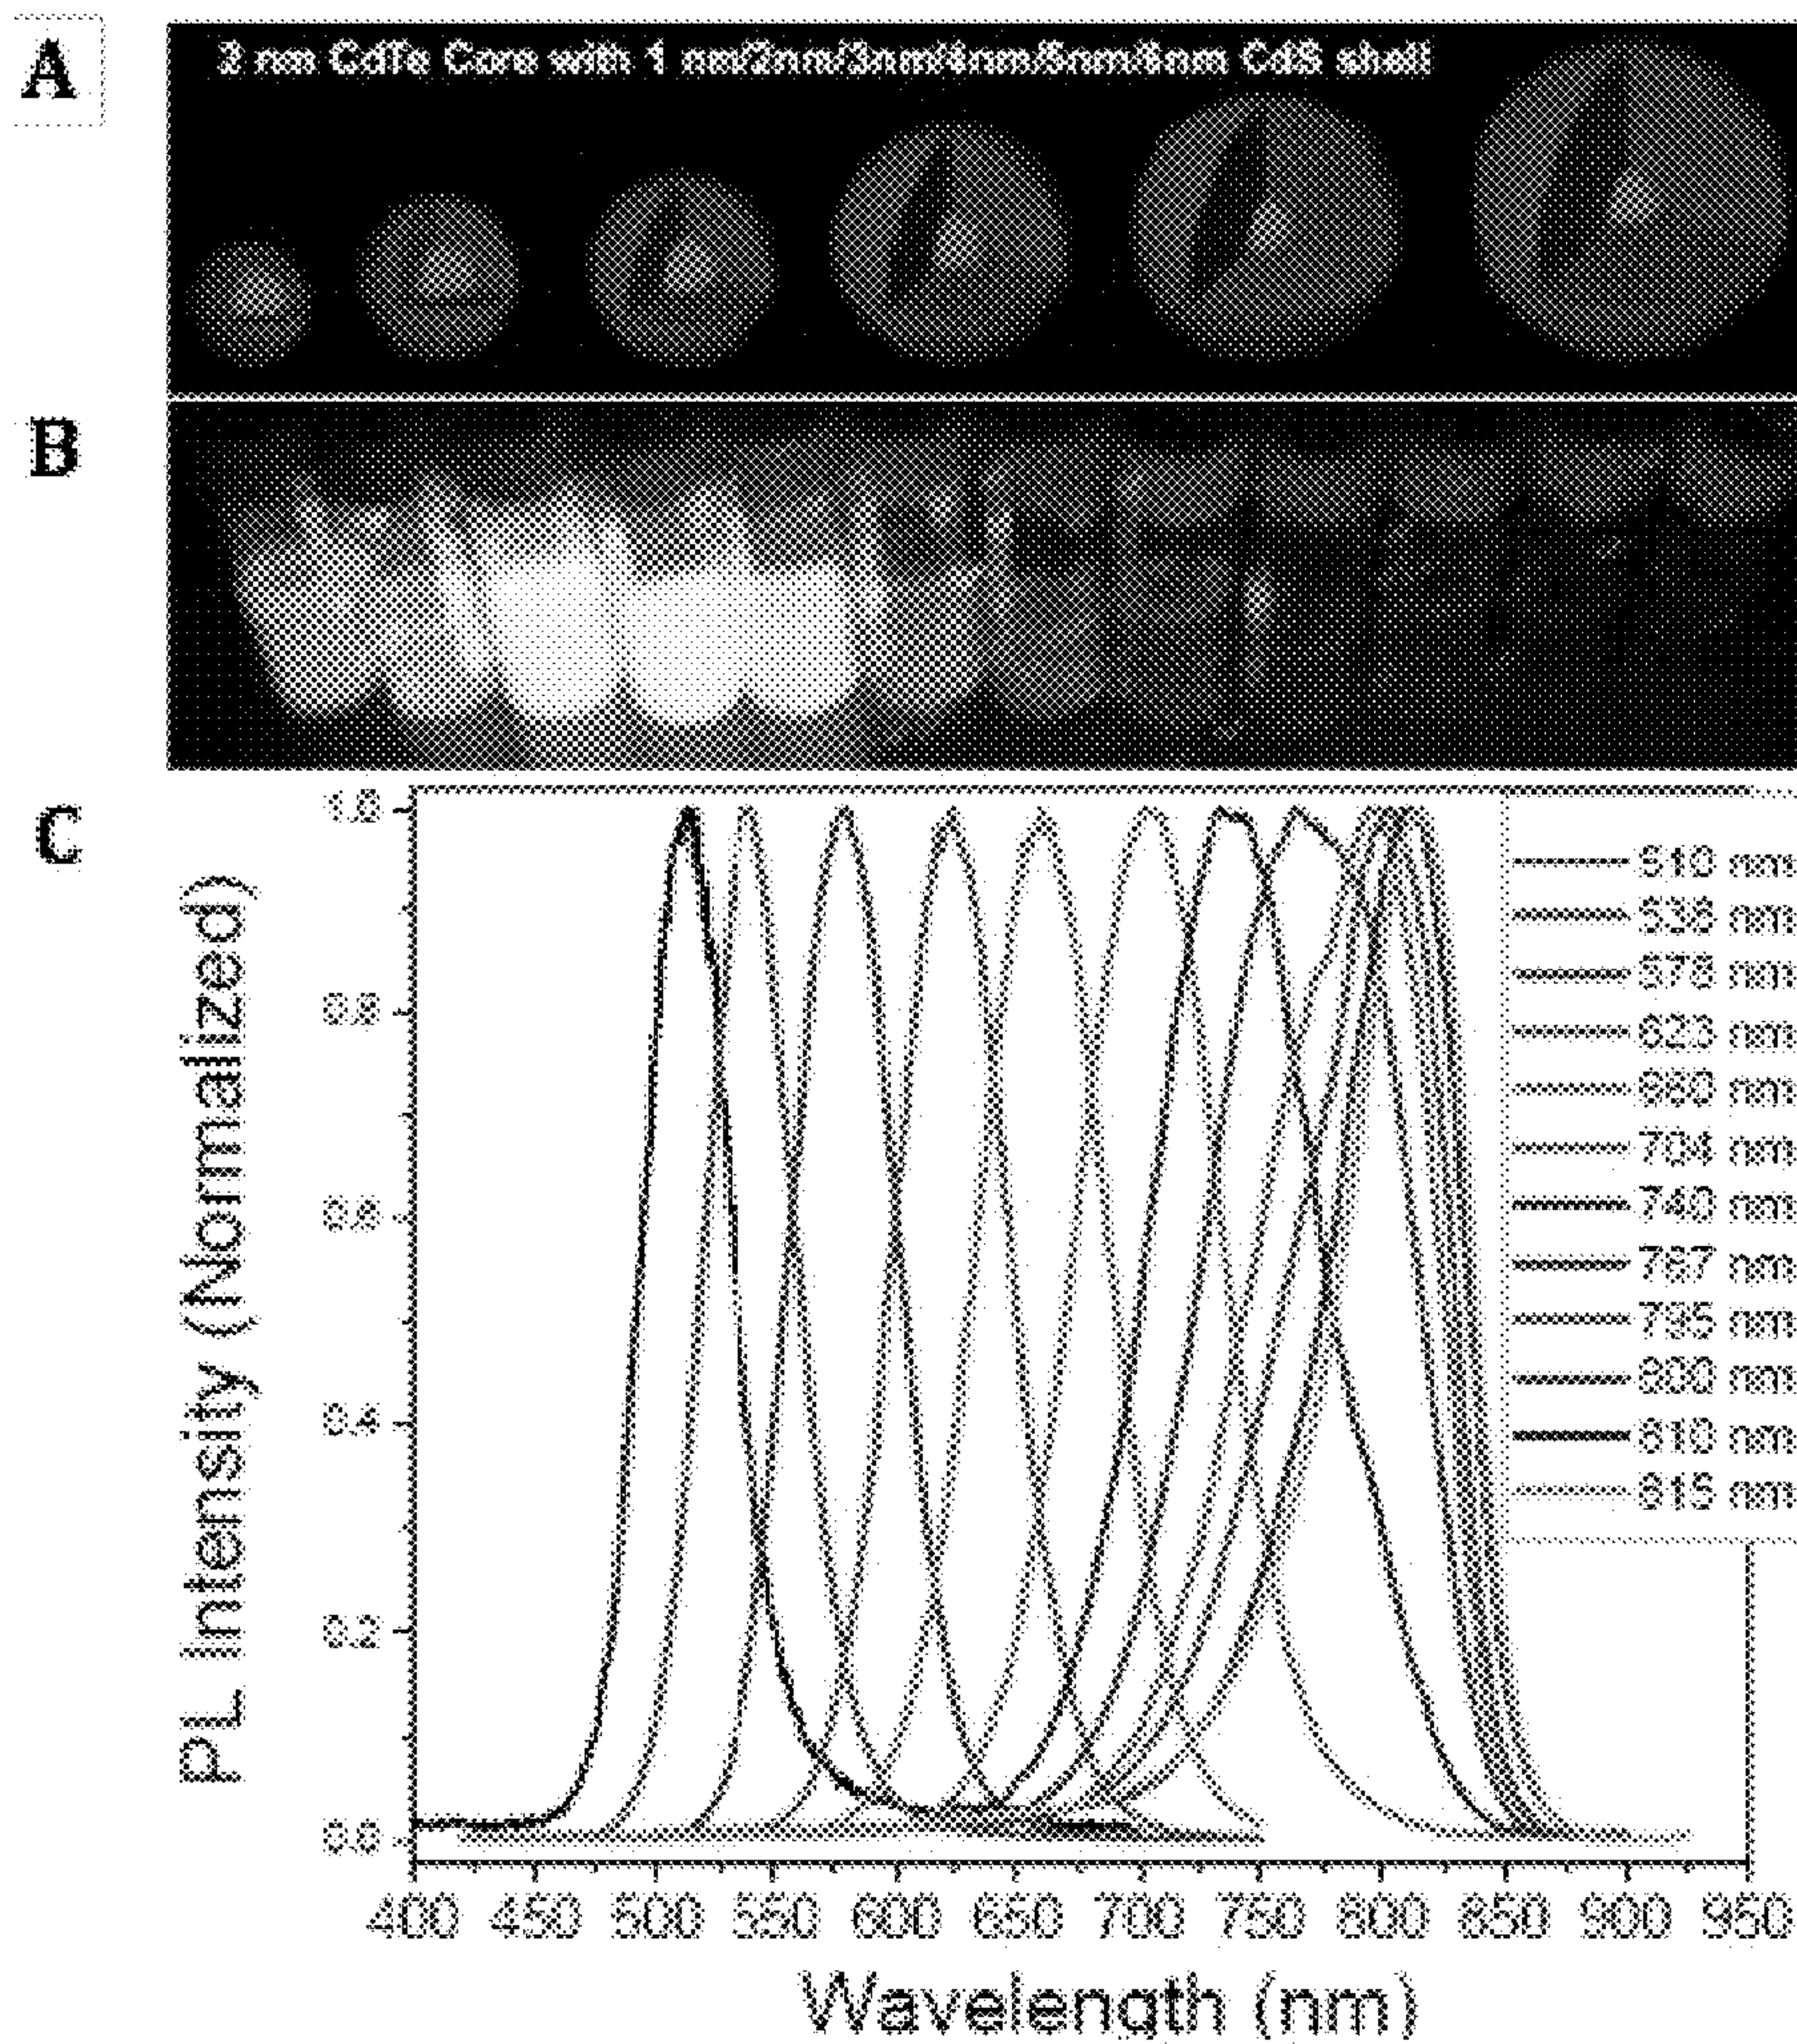 A
2 nm CdTe Core with 1 nm/2nm/3nm/4nm/5nm/6nm CdS shell
B
C
PL Intensity (Normalized)
1.0
0.8
0.6
0.4
0.2
0.0
510 nm
538 nm
578 nm
623 nm
660 nm
704 nm
740 nm
767 nm
795 nm
800 nm
810 nm
815 nm
400 450 500 550 600 650 700 750 800 850 900 950
Wavelength (nm)